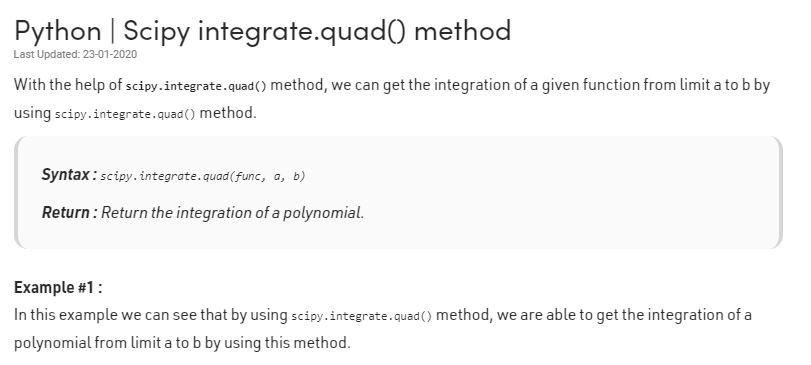 Python | Scipy integrate.quad() method
Last Updated: 23-01-2020
With the help of scipy.integrate.quad() method, we can get the integration of a given function from limit a to b by
using scipy.integrate.quad() method.
Syntax : scipy.integrate.quad(func, a, b)
Return : Return the integration of a polynomial.
Example #1 :
In this example we can see that by using scipy.integrate.quad() method, we are able to get the integration of a
polynomial from limit a to b by using this method.